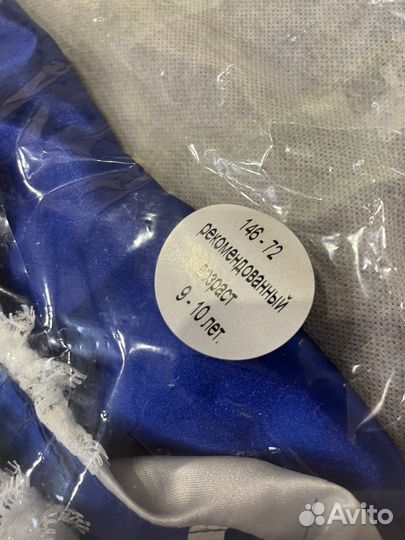 146 - 72
рекомендованный
возраст
9 - 10 лет.
Avito